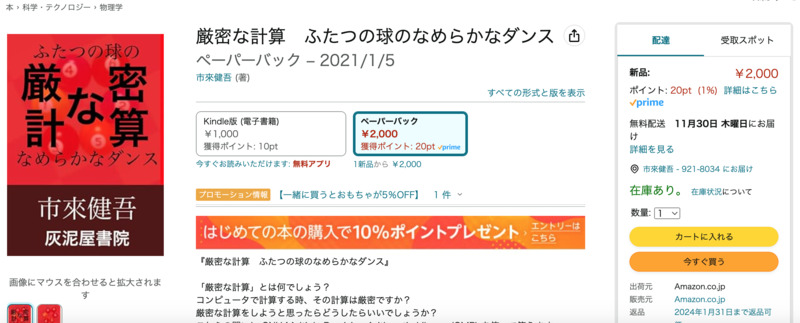 本 › 科学・テクノロジー › 物理学
ふたつの球の
厳密な計算
なめらかなダンス
市來健吾
灰泥屋書院
画像にマウスを合わせると拡大されます
厳密な計算　ふたつの球のなめらかなダンス
ペーパーバック – 2021/1/5
市來健吾 (著)
すべての形式と版を表示
Kindle版 (電子書籍)
￥1,000
獲得ポイント: 10pt
ペーパーバック
￥2,000
獲得ポイント: 20pt prime
今すぐお読みいただけます: 無料アプリ
1新品から ￥2,000
プロモーション情報 【一緒に買うとおもちゃが5%OFF】 1 件
はじめての本の購入で10%ポイントプレゼント
エントリーはこちら
『厳密な計算　ふたつの球のなめらかなダンス』
「厳密な計算」とは何でしょう？
コンピュータで計算する時、その計算は厳密ですか？
厳密な計算をしようと思ったらどうしたらいいでしょうか？
配達
受取スポット
新品:
￥2,000
ポイント: 20pt (1%) 詳細はこちら
prime
無料配送 11月30日 木曜日にお届け
詳細を見る
市來健吾 - 921-8034 にお届け
在庫あり。 在庫状況について
数量: 1
カートに入れる
今すぐ買う
出荷元 Amazon.co.jp
販売元 Amazon.co.jp
返品 2024年1月31日まで返品可